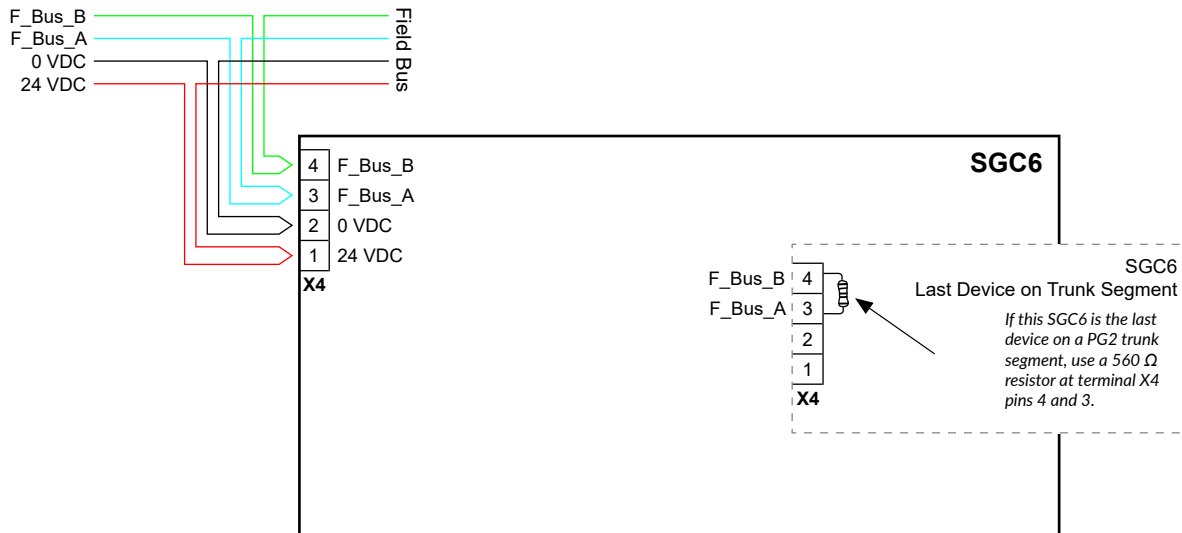 F_Bus_B
F_Bus_A
0 VDC
24 VDC
Field Bus
SGC6
4 F_Bus_B
3 F_Bus_A
2 0 VDC
1 24 VDC
X4
SGC6
Last Device on Trunk Segment
F_Bus_B 4
F_Bus_A 3
2
1
X4
If this SGC6 is the last
device on a PG2 trunk
segment, use a 560 Ω
resistor at terminal X4
pins 4 and 3.